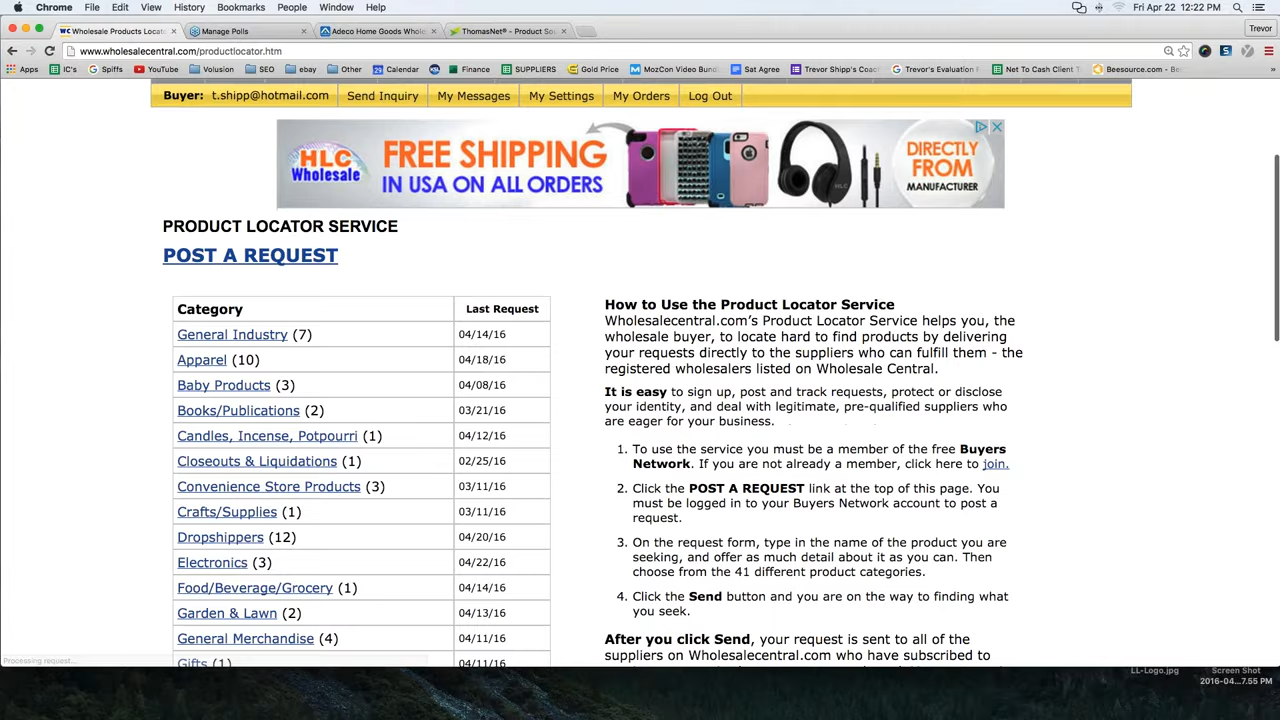 Chrome File Edit View History Bookmarks People Window Help Fri Apr 22 12:22 PM
Wholesale Products Locato Manage Polls Adeco Home Goods Whole ThomasNet® - Product Sou Trevor
www.wholesalecentral.com/productlocator.htm
Apps IC's Spiffs YouTube Volusion SEO ebay Other Calendar Finance SUPPLIERS Gold Price MozCon Video Bund Sat Agree Trevor Ship's Coach Trevor's Evaluation Net To Cash Client T Beesource.com - Be »
Buyer: t.shipp@hotmail.com Send Inquiry My Messages My Settings My Orders Log Out
HLC Wholesale
FREE SHIPPING
IN USA ON ALL ORDERS
HLC
DIRECTLY
FROM
MANUFACTURER
PRODUCT LOCATOR SERVICE
POST A REQUEST
Category Last Request
General Industry (7) 04/14/16
Apparel (10) 04/18/16
Baby Products (3) 04/08/16
Books/Publications (2) 03/21/16
Candles, Incense, Potpourri (1) 04/12/16
Closeouts & Liquidations (1) 02/25/16
Convenience Store Products (3) 03/11/16
Crafts/Supplies (1) 03/11/16
Dropshippers (12) 04/20/16
Electronics (3) 04/22/16
Food/Beverage/Grocery (1) 04/14/16
Garden & Lawn (2) 04/13/16
General Merchandise (4) 04/11/16
Gifts (1) 04/11/16
How to Use the Product Locator Service
Wholesalecentral.com's Product Locator Service helps you, the
wholesale buyer, to locate hard to find products by delivering
your requests directly to the suppliers who can fulfill them - the
registered wholesalers listed on Wholesale Central.
It is easy to sign up, post and track requests, protect or disclose
your identity, and deal with legitimate, pre-qualified suppliers who
are eager for your business.
1. To use the service you must be a member of the free Buyers
Network. If you are not already a member, click here to join.
2. Click the POST A REQUEST link at the top of this page. You
must be logged in to your Buyers Network account to post a
request.
3. On the request form, type in the name of the product you are
seeking, and offer as much detail about it as you can. Then
choose from the 41 different product categories.
4. Click the Send button and you are on the way to finding what
you seek.
After you click Send, your request is sent to all of the
suppliers on Wholesalecentral.com who have subscribed to
Processing request...
LL-Logo.jpg Screen Shot
2016-04...7.55 PM